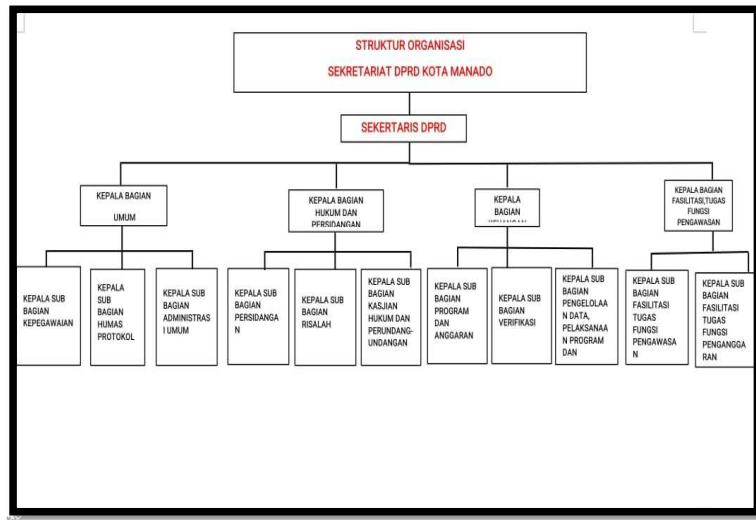 STRUKTUR ORGANISASI
SEKRETARIAT DPRD KOTA MANADO
SEKERTARIS DPRD
KEPALA BAGIAN
UMUM
KEPALA BAGIAN
HUKUM DAN
PERSIDANGAN
KEPALA
BAGIAN
KEPALA BAGIAN
FASILITASI,TUGAS
FUNGSI
PENGAWASAN
KEPALA SUB
BAGIAN
KEPEGAWAIAN
KEPALA
SUB
BAGIAN
HUMAS
PROTOKOL
KEPALA SUB
BAGIAN
ADMINISTRAS
I UMUM
KEPALA SUB
BAGIAN
PERSIDANGA
N
KEPALA SUB
BAGIAN
RISALAH
KEPALA SUB
BAGIAN
KASJIAN
HUKUM DAN
PERUNDANG-
UNDANGAN
KEPALA SUB
BAGIAN
PROGRAM
DAN
ANGGARAN
KEPALA SUB
BAGIAN
VERIFIKASI
KEPALA SUB
BAGIAN
PENGELOLAA
N DATA,
PELAKSANAA
N PROGRAM
DAN
KEPALA SUB
BAGIAN
FASILITASI
TUGAS
FUNGSI
PENGAWASA
N
KEPALA SUB
BAGIAN
FASILITASI
TUGAS
FUNGSI
PENGANGGA
RAN